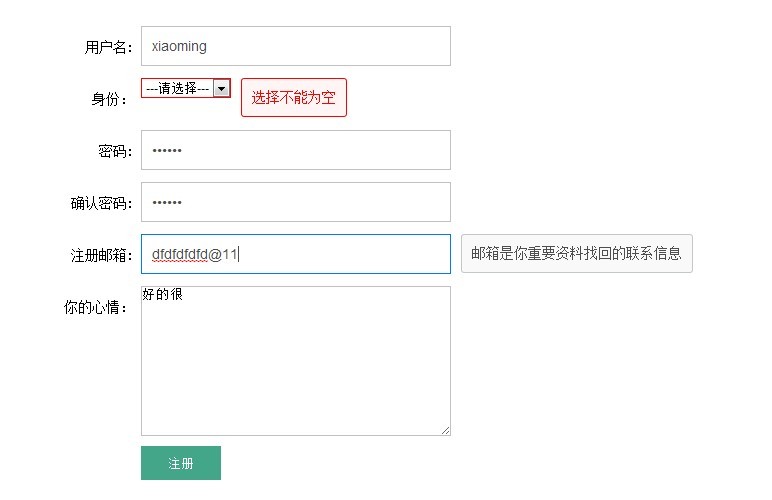 用户名： xiaoming
身份： ---请选择--- 选择不能为空
密码： ••••••
确认密码： ••••••
注册邮箱： dfdfdfdfd@11 邮箱是你重要资料找回的联系信息
你的心情： 好的很
注册